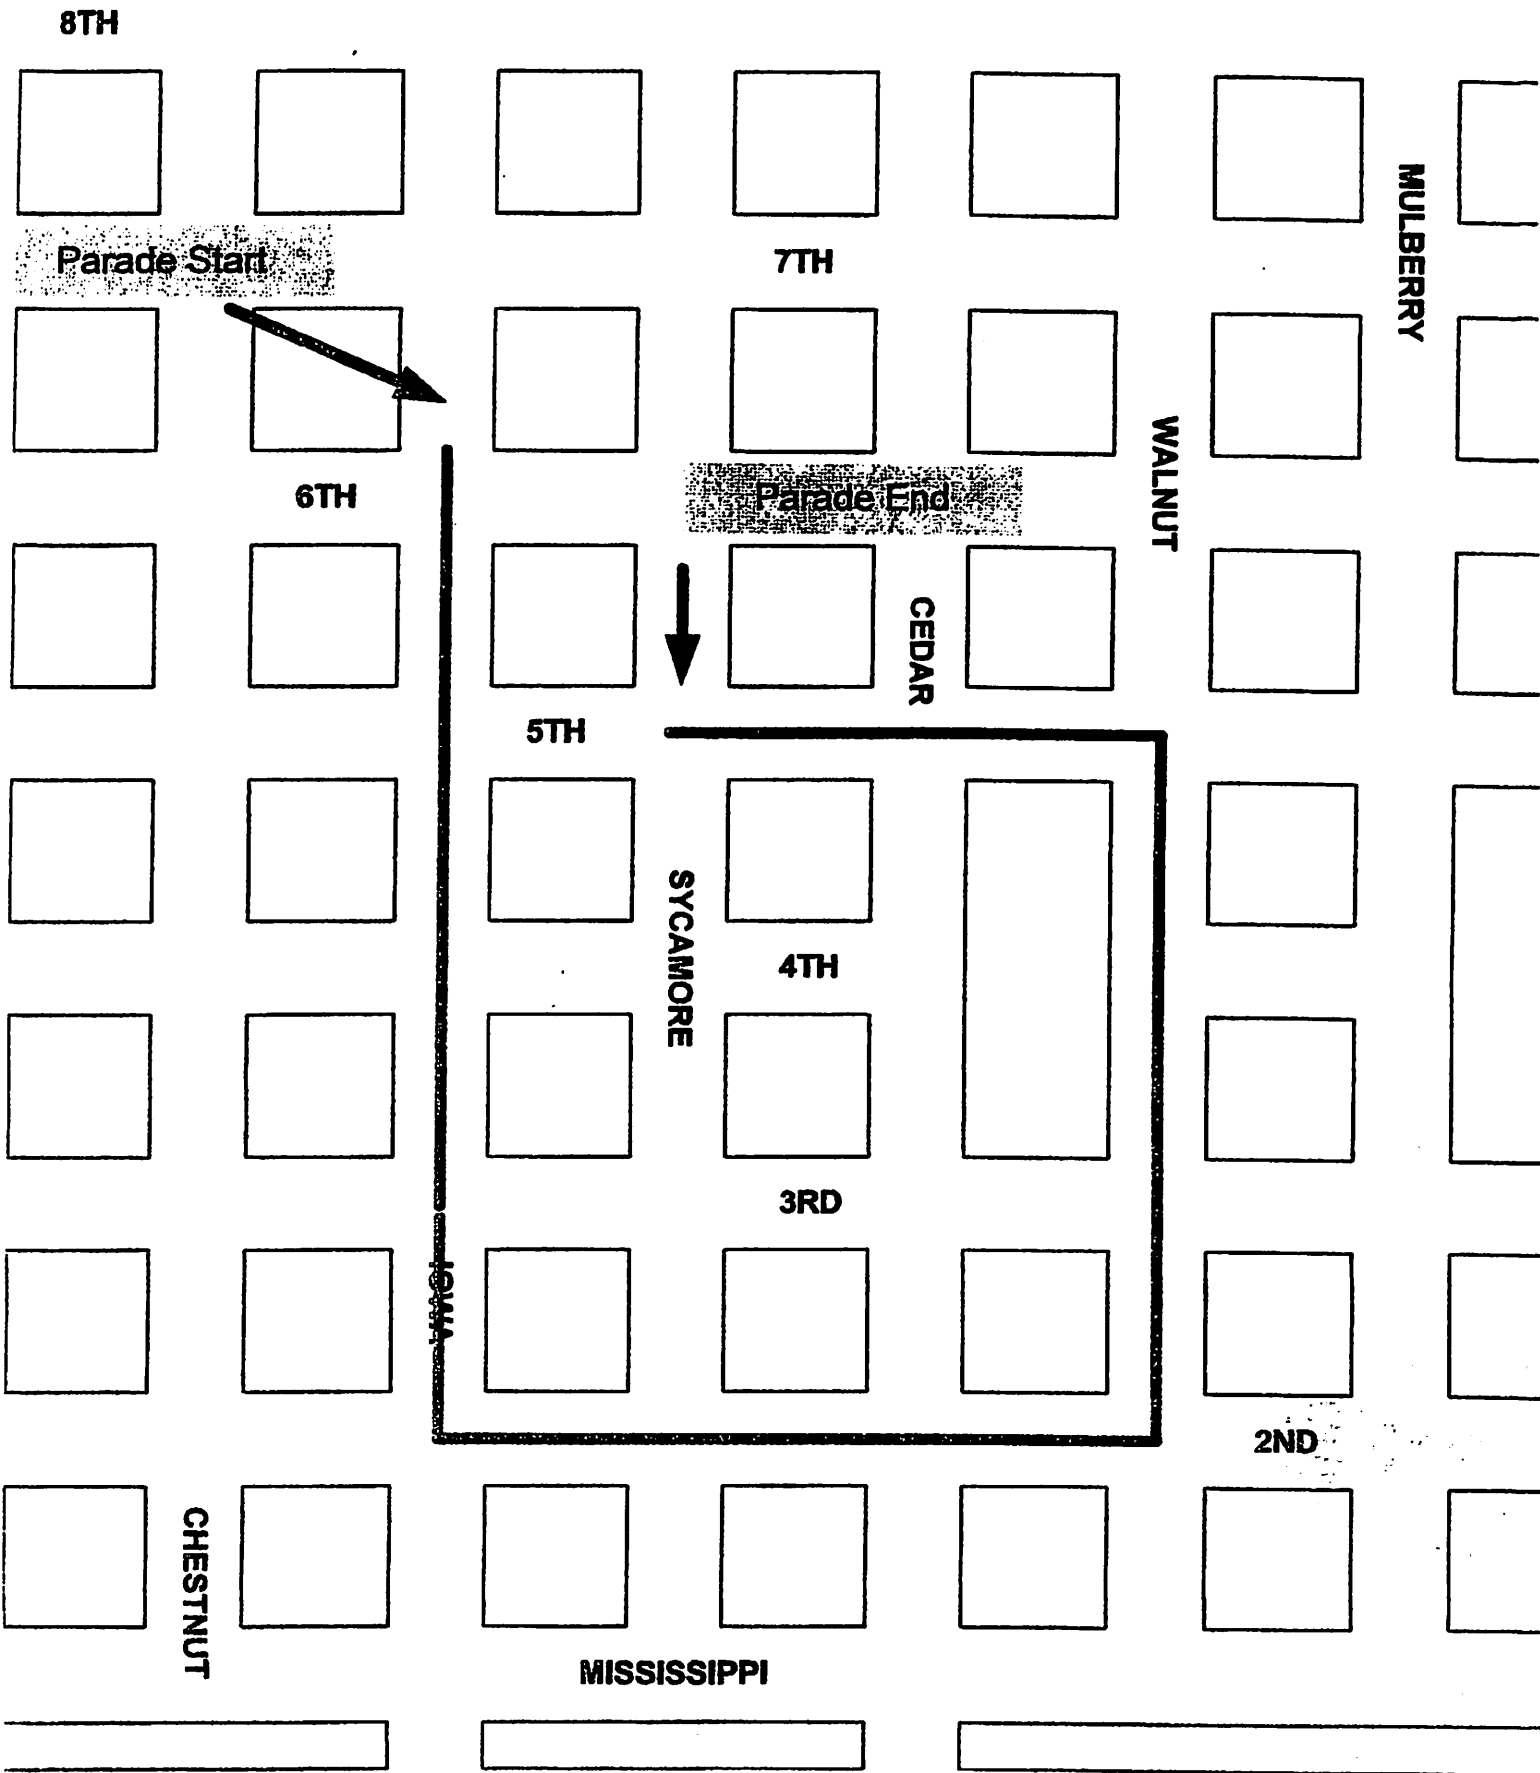 8TH
MULBERRY
Parade Start
7TH
WALNUT
6TH
Parade End
CEDAR
5TH
SYCAMORE
4TH
3RD
IOWA
2ND
CHESTNUT
MISSISSIPPI